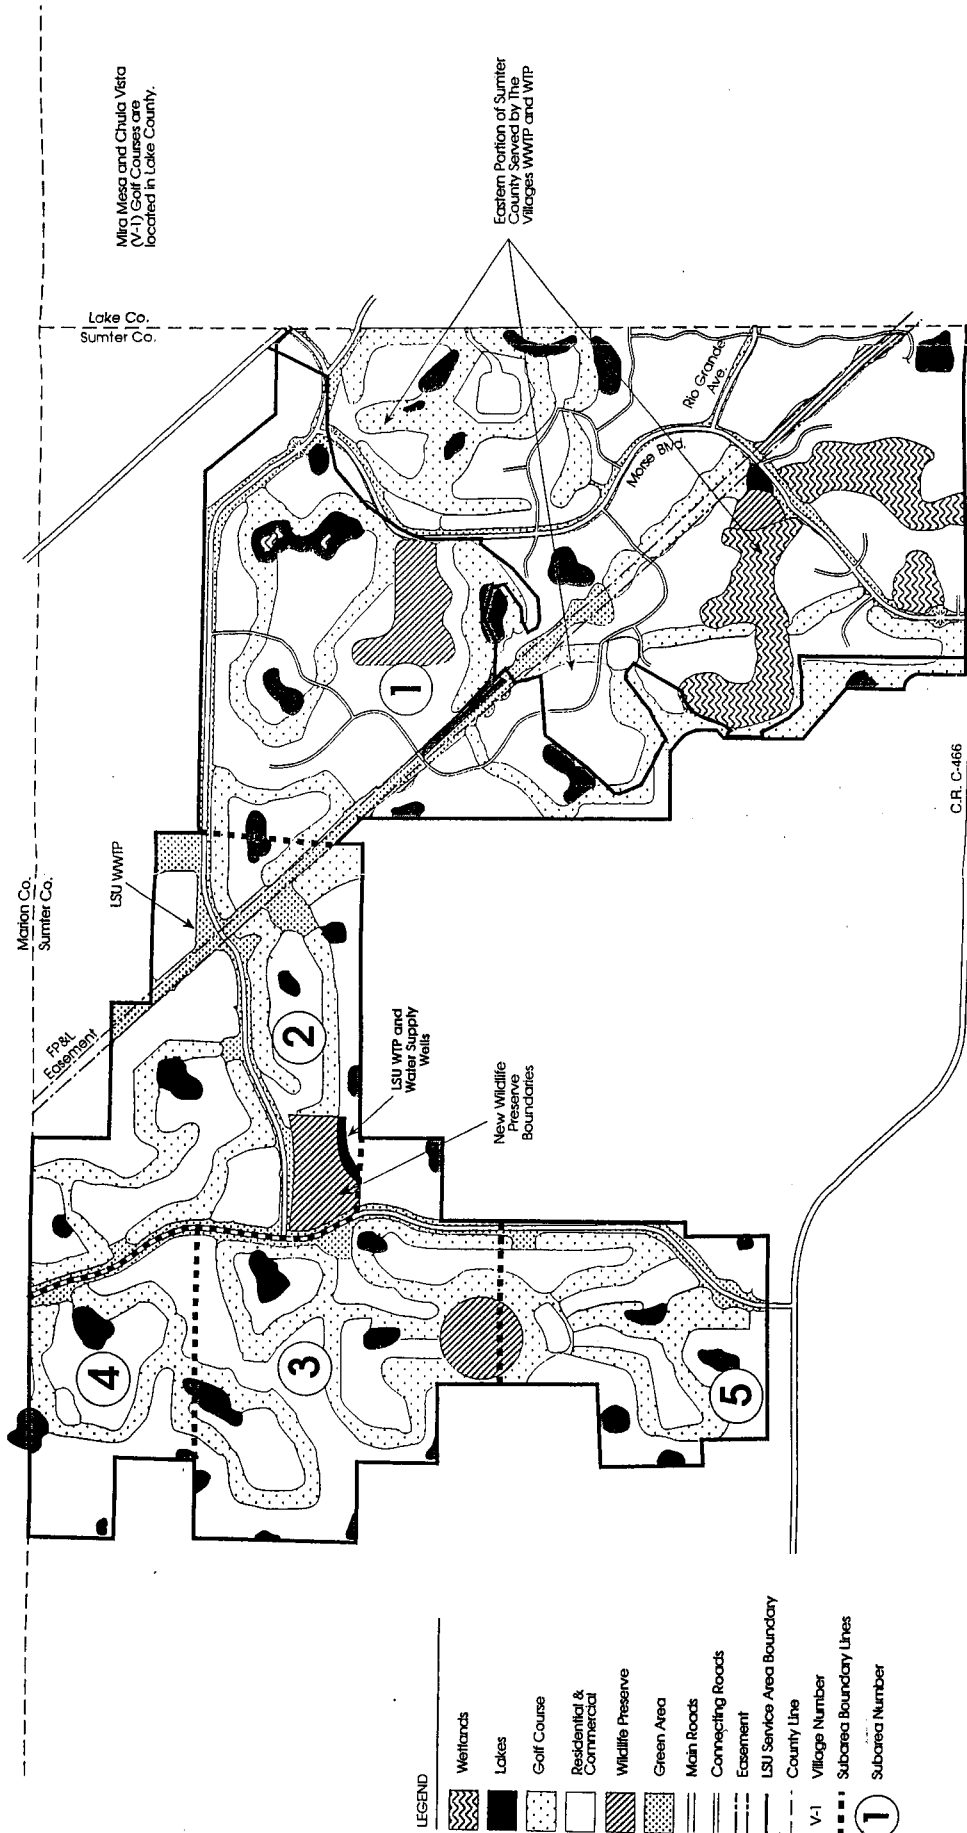 Mira Mesa and Chula Vista
(V-1) Golf Courses are
located in Lake County.
Lake Co.
Sumter Co.
Eastern Portion of Sumter
County Served by The
Villages WWTP and WTP
Rio Grande
Ave.
Morse Blvd.
1
Marion Co.
Sumter Co.
LSU WWTP
FP&L
Easement
2
LSU WTP and
Water Supply
Wells
New Wildlife
Preserve
Boundaries
C.R. C-466
4
3
5
LEGEND
Wetlands
Lakes
Golf Course
Residential &
Commercial
Wildlife Preserve
Green Area
Main Roads
Connecting Roads
Easement
LSU Service Area Boundary
County Line
V-1 Village Number
Subarea Boundary Lines
1 Subarea Number